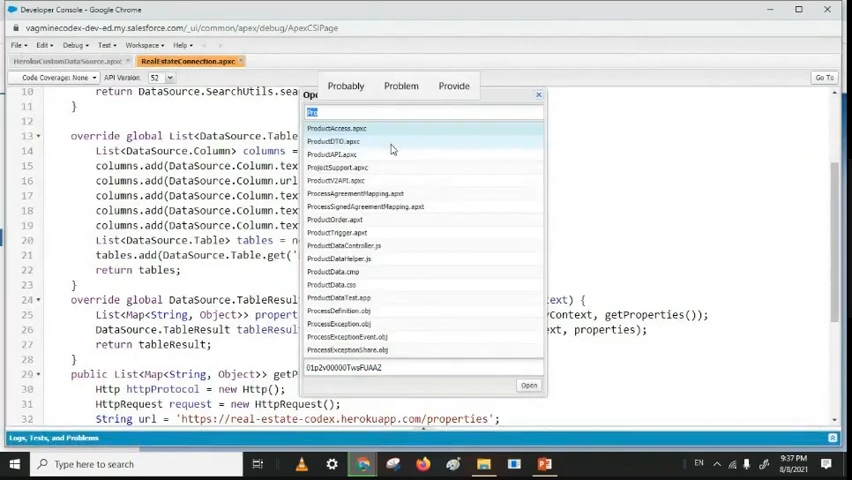 Developer Console - Google Chrome
vagminecodex-dev-ed.my.salesforce.com/_ui/common/apex/debug/ApexCSIPage
File Edit Debug Test Workspace Help < >
HerokuCustomDataSource.apxc RealEstateConnection.apxc
Code Coverage: None API Version: 52 Go To
Probably Problem Provide
Ope
Pro
ProductAccess.apxc
ProductDTO.apxc
ProductAPI.apxc
ProjectSupport.apxc
ProductV2API.apxc
ProcessAgreementMapping.apxt
ProcessSignedAgreementMapping.apxt
ProductOrder.apxt
ProductTrigger.apxt
ProductDataController.js
ProductDataHelper.js
ProductData.cmp
ProductData.css
ProductDataTest.app
ProcessDefinition.obj
ProcessException.obj
ProcessExceptionEvent.obj
ProcessExceptionShare.obj
01p2v00000TwsFUAAZ
Open
10 return DataSource.SearchUtils.sea
11 }
12
13 override global List<DataSource.Tab
14 List<DataSource.Column> columns =
15 columns.add(DataSource.Column.tex
16 columns.add(DataSource.Column.url
17 columns.add(DataSource.Column.tex
18 columns.add(DataSource.Column.tex
19 columns.add(DataSource.Column.tex
20 List<DataSource.Table> tables = n
21 tables.add(DataSource.Table.get('
22 return tables;
23 }
24 override global DataSource.TableResul ontext) {
25 List<Map<String, Object>> propert yContext, getProperties());
26 DataSource.TableResult tableResul , properties);
27 return tableResult;
28 }
29 public List<Map<String, Object>> getP
30 Http httpProtocol = new Http();
31 HttpRequest request = new HttpRequest();
32 String url = 'https://real-estate-codex.herokuapp.com/properties';
Logs, Tests, and Problems
Type here to search
EN
9:37 PM
8/8/2021